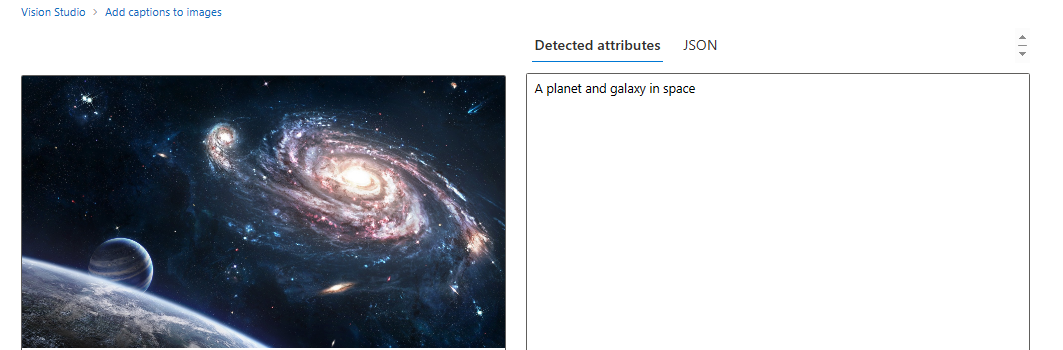 Vision Studio > Add captions to images
Detected attributes JSON
A planet and galaxy in space